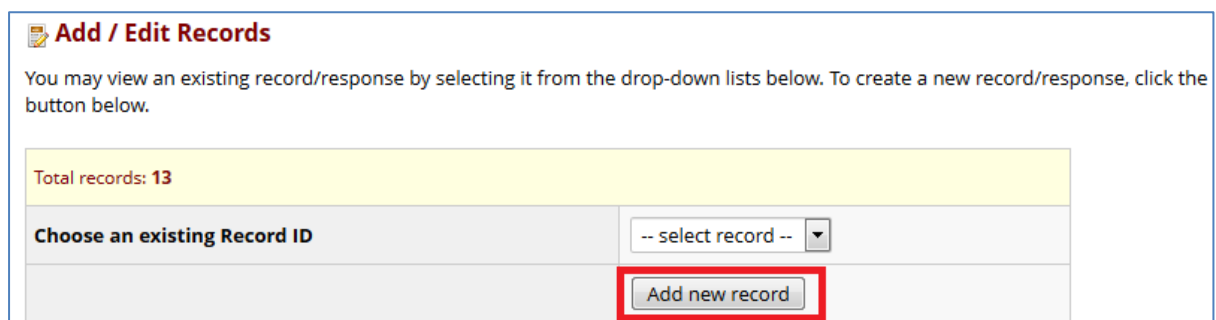 Add / Edit Records
You may view an existing record/response by selecting it from the drop-down lists below. To create a new record/response, click the
button below.
Total records: 13
Choose an existing Record ID
-- select record --
Add new record